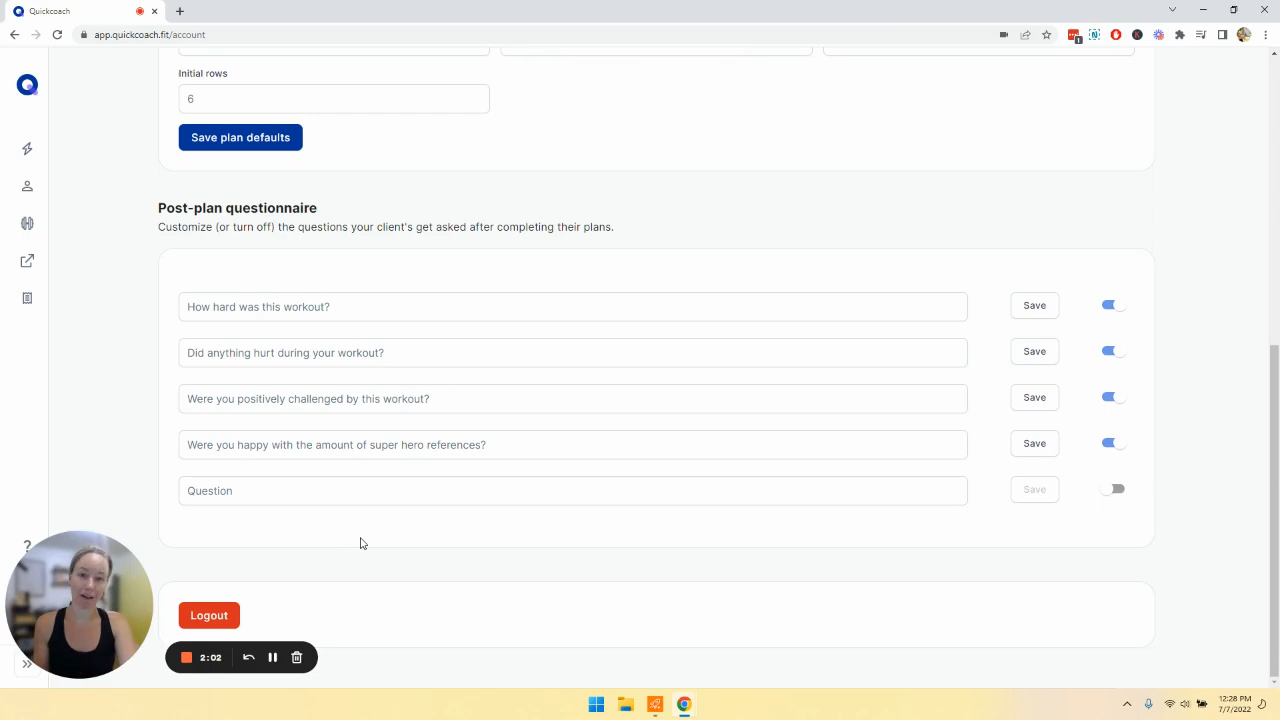 Quickcoach
app.quickcoach.fit/account
1
Initial rows
6
Save plan defaults
Post-plan questionnaire
Customize (or turn off) the questions your client's get asked after completing their plans.
How hard was this workout?
Save
Did anything hurt during your workout?
Save
Were you positively challenged by this workout?
Save
Were you happy with the amount of super hero references?
Save
Question
Save
?
Logout
2:02
12:28 PM
7/7/2022